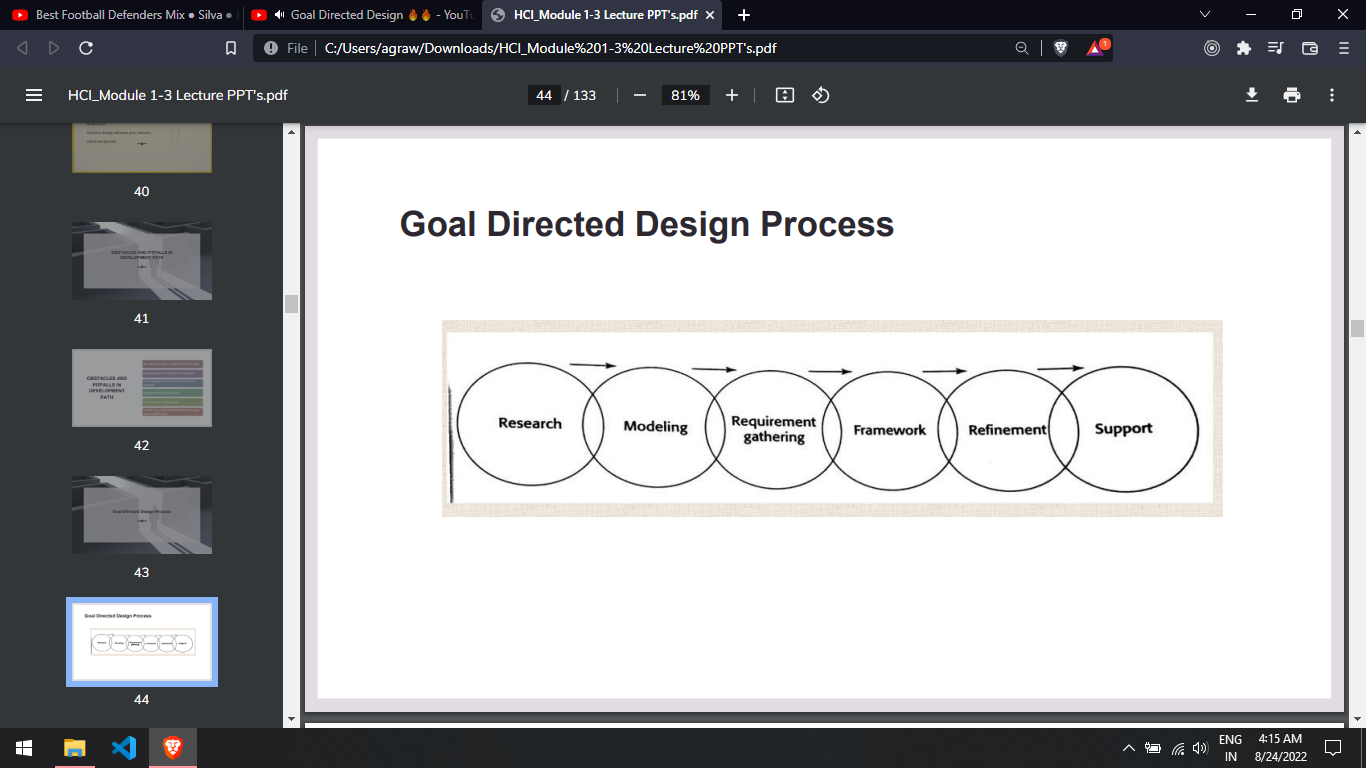 Best Football Defenders Mix ● Silva ●
Goal Directed Design 🔥🔥 - YouTu
HCI_Module 1-3 Lecture PPT's.pdf
File
C:/Users/agraw/Downloads/HCI_Module%201-3%20Lecture%20PPT's.pdf
1
HCI_Module 1-3 Lecture PPT's.pdf
44 / 133
81%
40
OBSTACLES AND PITFALLS IN
DEVELOPMENT PATH
41
OBSTACLES AND
PITFALLS IN
DEVELOPMENT
PATH
42
Goal Directed Design Process
43
Goal Directed Design Process
44
Goal Directed Design Process
Research
Modeling
Requirement
gathering
Framework
Refinement
Support
ENG
IN
4:15 AM
8/24/2022